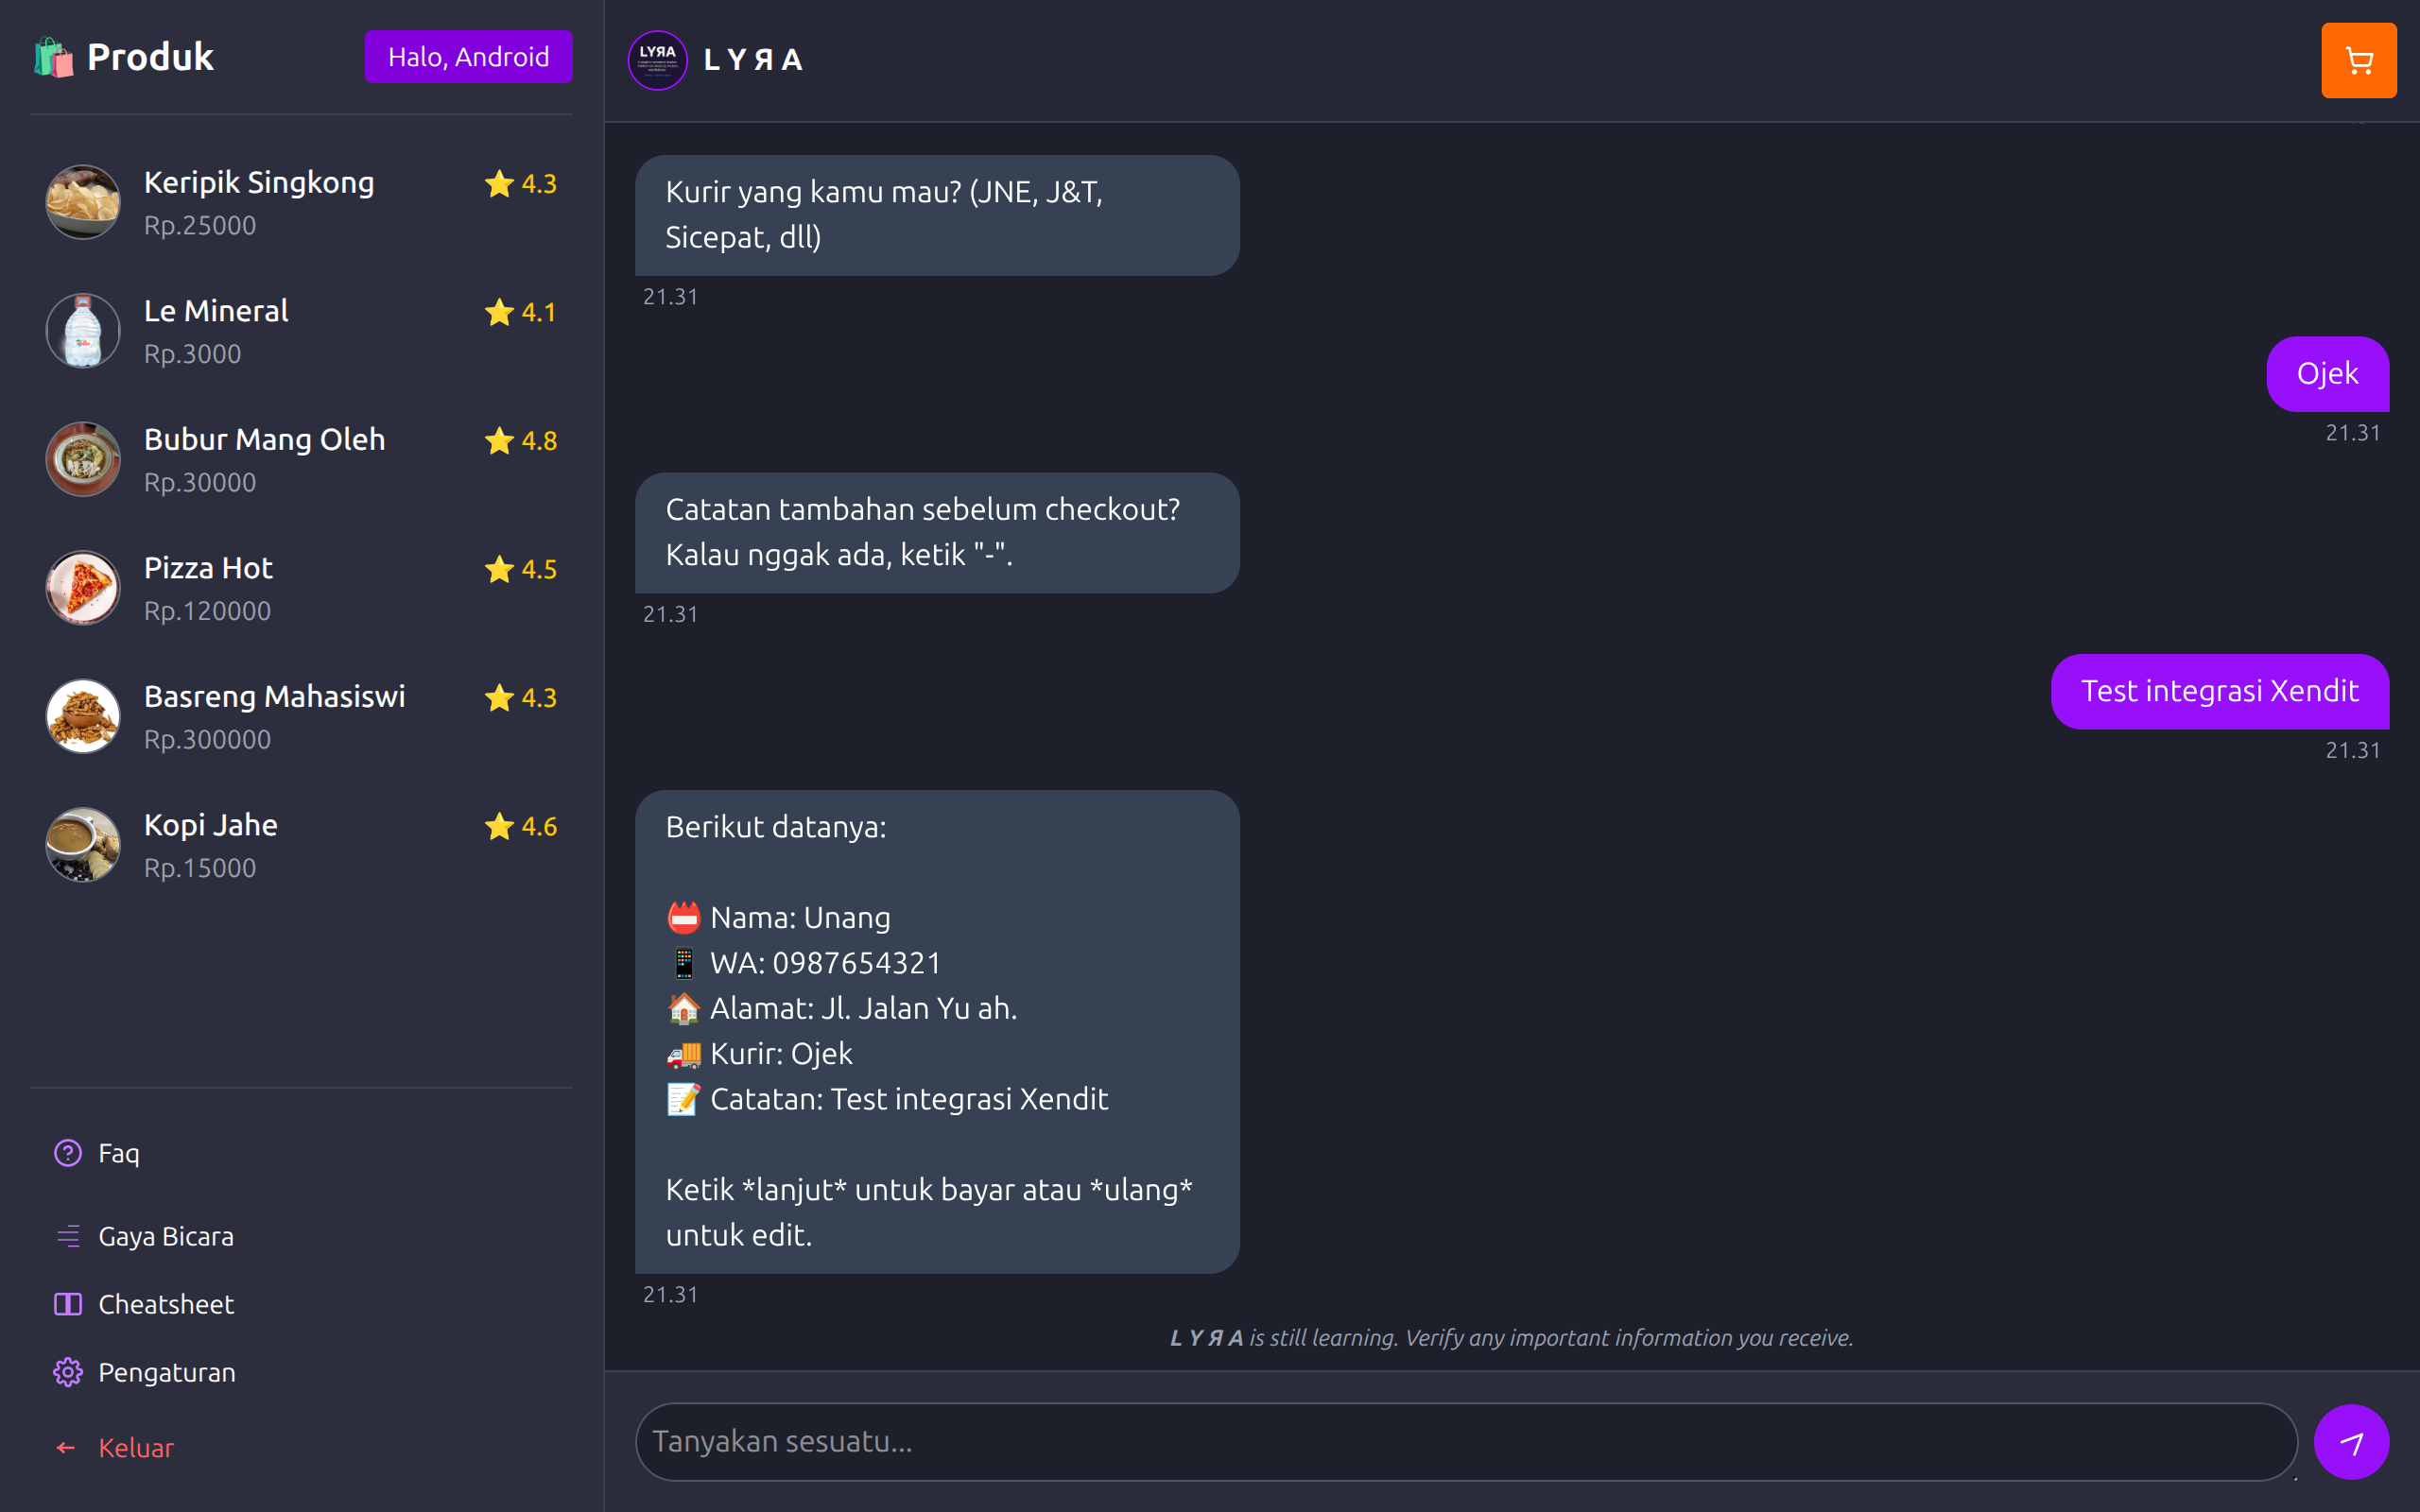 Produk
Halo, Android
Keripik Singkong
4.3
Rp.25000
Le Mineral
4.1
Rp.3000
Bubur Mang Oleh
4.8
Rp.30000
Pizza Hot
4.5
Rp.120000
Basreng Mahasiswi
4.3
Rp.300000
Kopi Jahe
4.6
Rp.15000
Faq
Gaya Bicara
Cheatsheet
Pengaturan
Keluar
LYЯA
L Y Я A
Kurir yang kamu mau? (JNE, J&T,
Sicepat, dll)
21.31
Ojek
21.31
Catatan tambahan sebelum checkout?
Kalau nggak ada, ketik "-".
21.31
Test integrasi Xendit
21.31
Berikut datanya:
Nama: Unang
WA: 0987654321
Alamat: Jl. Jalan Yu ah.
Kurir: Ojek
Catatan: Test integrasi Xendit
Ketik *lanjut* untuk bayar atau *ulang*
untuk edit.
21.31
L Y Я A is still learning. Verify any important information you receive.
Tanyakan sesuatu...